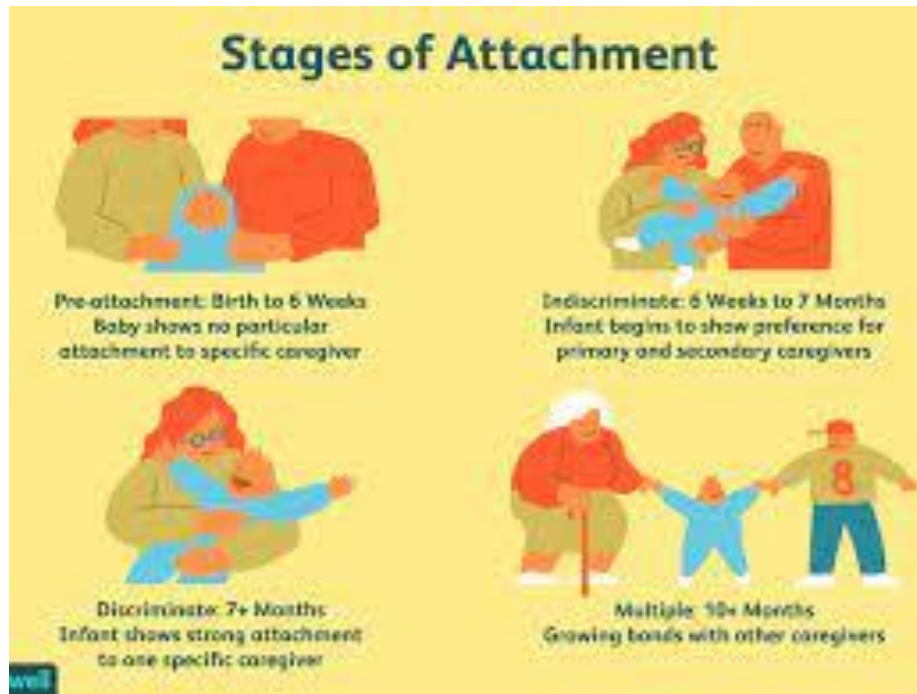 Stages of Attachment
Pre-attachment: Birth to 6 Weeks
Baby shows no particular
attachment to specific caregiver
Indiscriminate: 6 Weeks to 7 Months
Infant begins to show preference for
primary and secondary caregivers
8
Discriminate: 7+ Months
Infant shows strong attachment
to one specific caregiver
Multiple: 10+ Months
Growing bonds with other caregivers
well